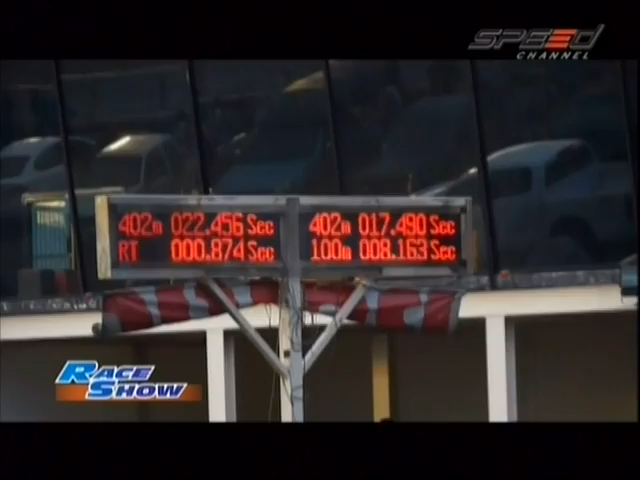 SPEED
CHANNEL
402m 022.456 Sec
RT 000.874 Sec
402m 017.490 Sec
100m 008.163 Sec
RACE
SHOW